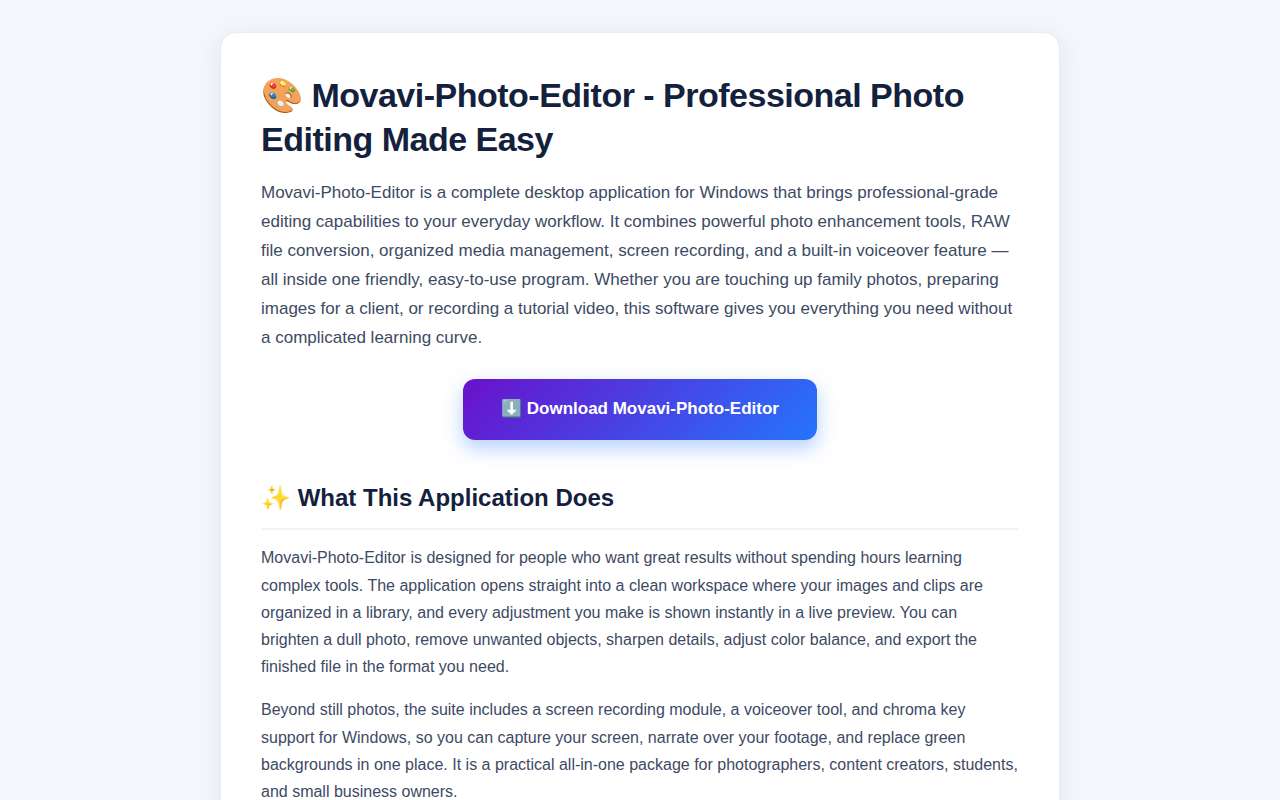 🎨 Movavi-Photo-Editor - Professional Photo
Editing Made Easy
Movavi-Photo-Editor is a complete desktop application for Windows that brings professional-grade
editing capabilities to your everyday workflow. It combines powerful photo enhancement tools, RAW
file conversion, organized media management, screen recording, and a built-in voiceover feature —
all inside one friendly, easy-to-use program. Whether you are touching up family photos, preparing
images for a client, or recording a tutorial video, this software gives you everything you need without
a complicated learning curve.
⬇️ Download Movavi-Photo-Editor
✨ What This Application Does
Movavi-Photo-Editor is designed for people who want great results without spending hours learning
complex tools. The application opens straight into a clean workspace where your images and clips are
organized in a library, and every adjustment you make is shown instantly in a live preview. You can
brighten a dull photo, remove unwanted objects, sharpen details, adjust color balance, and export the
finished file in the format you need.
Beyond still photos, the suite includes a screen recording module, a voiceover tool, and chroma key
support for Windows, so you can capture your screen, narrate over your footage, and replace green
backgrounds in one place. It is a practical all-in-one package for photographers, content creators, students,
and small business owners.